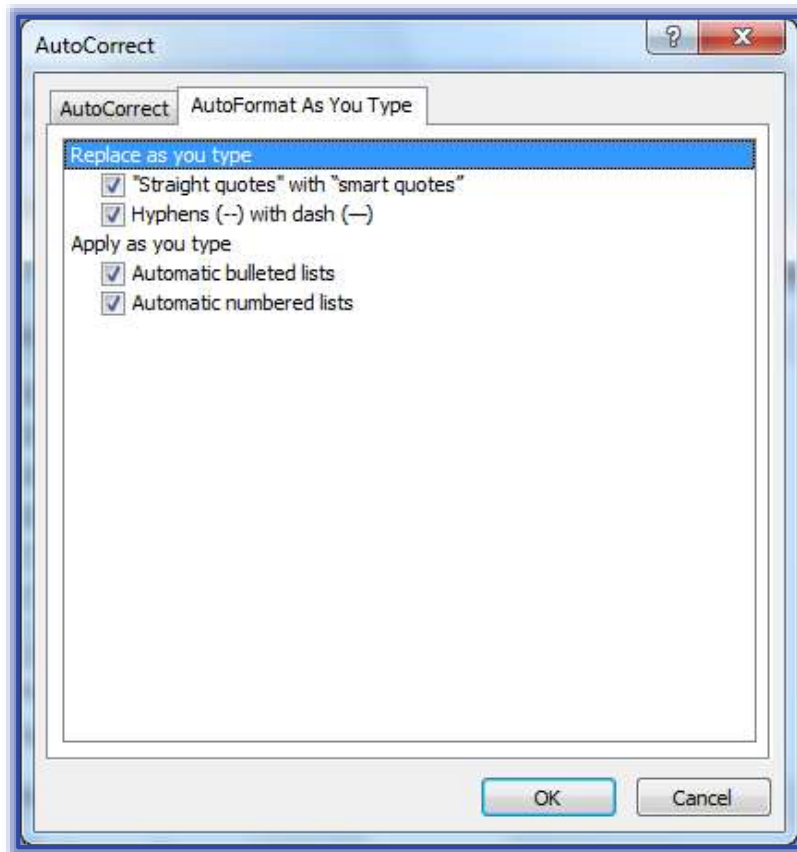 AutoCorrect
?
X
AutoCorrect
AutoFormat As You Type
Replace as you type
"Straight quotes" with “smart quotes”
Hyphens (--) with dash (—)
Apply as you type
Automatic bulleted lists
Automatic numbered lists
OK
Cancel